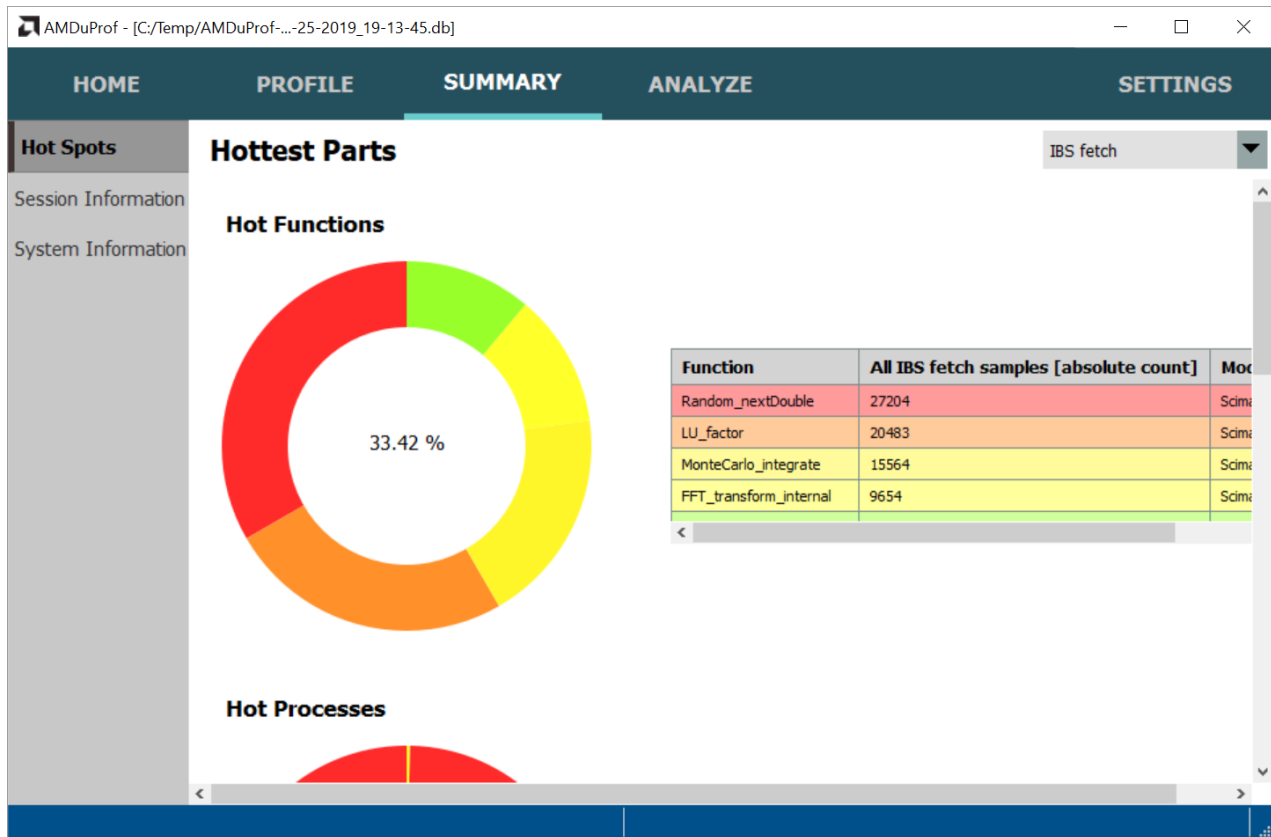 AMDuProf - [C:/Temp/AMDuProf-...-25-2019_19-13-45.db]
HOME PROFILE SUMMARY ANALYZE SETTINGS
Hot Spots
Session Information
System Information
Hottest Parts
IBS fetch
Hot Functions
33.42 %
Function All IBS fetch samples [absolute count]
Random_nextDouble 27204
LU_factor 20483
MonteCarlo_integrate 15564
FFT_transform_internal 9654
Hot Processes